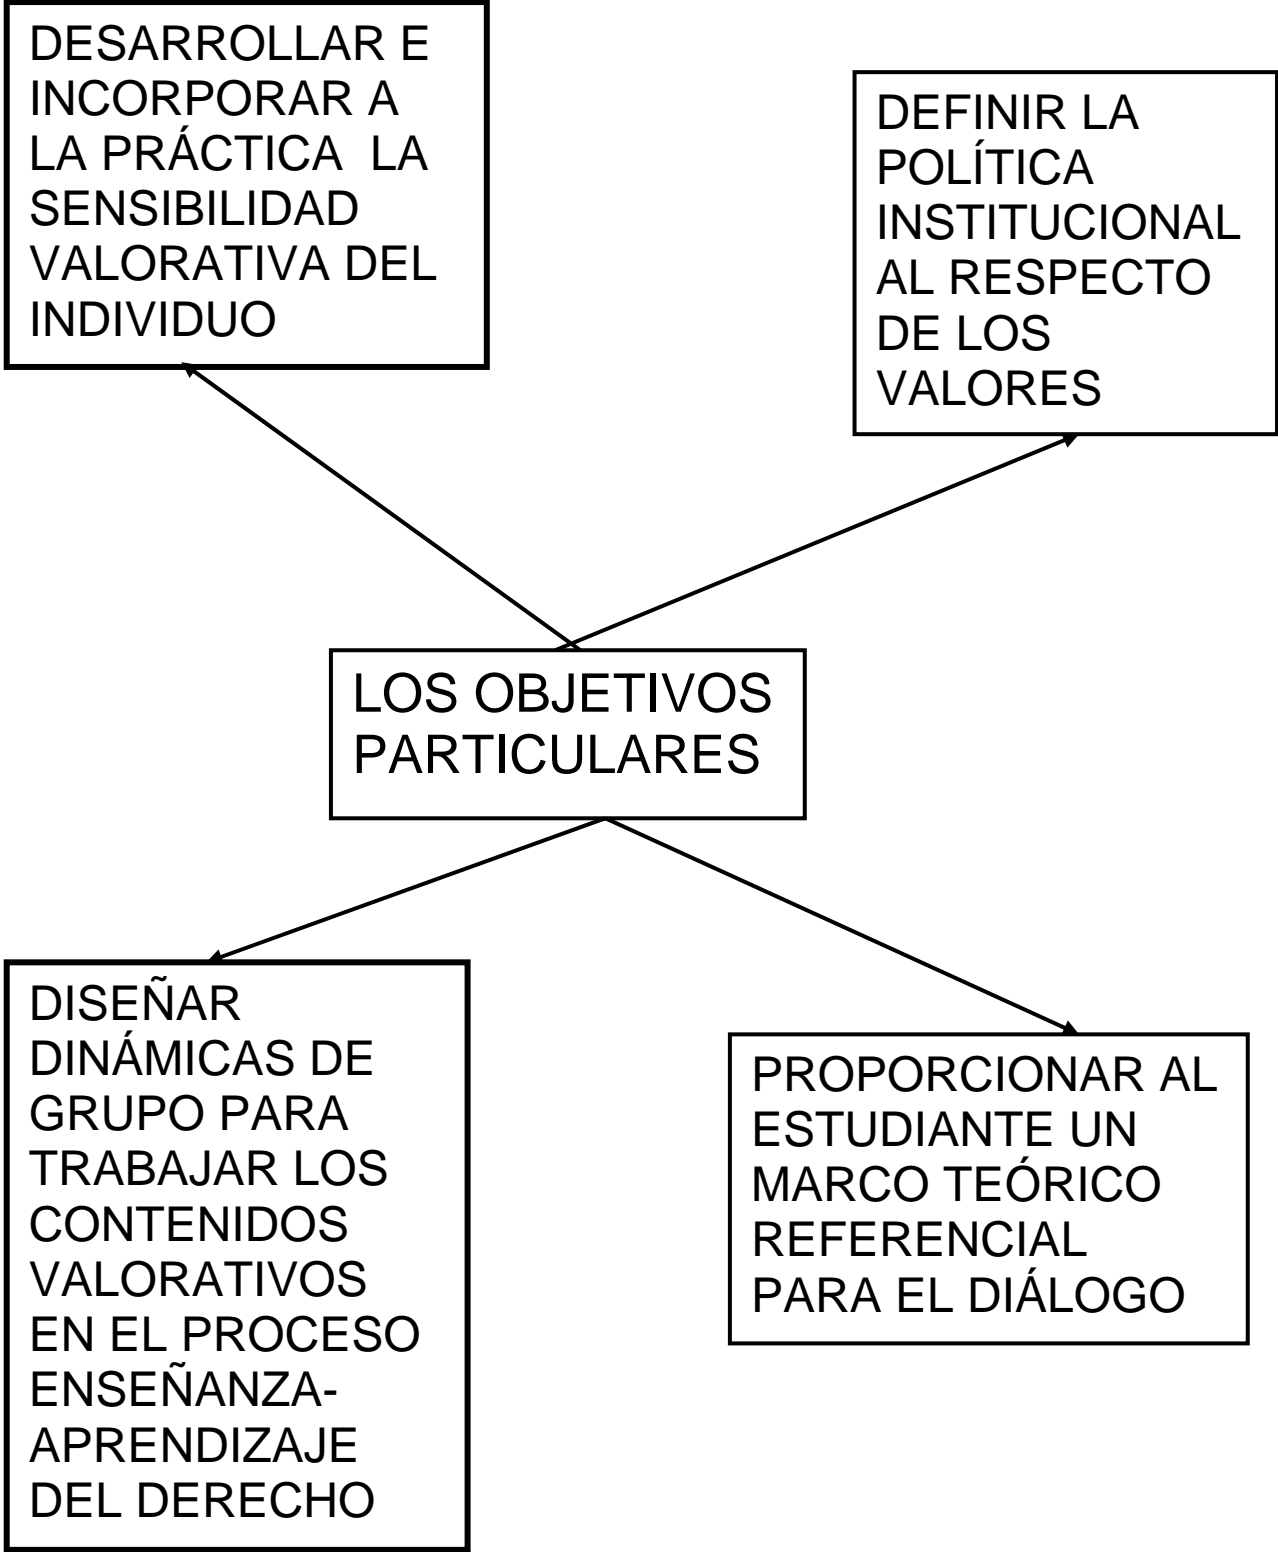 DESARROLLAR E
INCORPORAR A
LA PRÁCTICA LA
SENSIBILIDAD
VALORATIVA DEL
INDIVIDUO
DEFINIR LA
POLÍTICA
INSTITUCIONAL
AL RESPECTO
DE LOS
VALORES
LOS OBJETIVOS
PARTICULARES
DISEÑAR
DINÁMICAS DE
GRUPO PARA
TRABAJAR LOS
CONTENIDOS
VALORATIVOS
EN EL PROCESO
ENSEÑANZA-
APRENDIZAJE
DEL DERECHO
PROPORCIONAR AL
ESTUDIANTE UN
MARCO TEÓRICO
REFERENCIAL
PARA EL DIÁLOGO